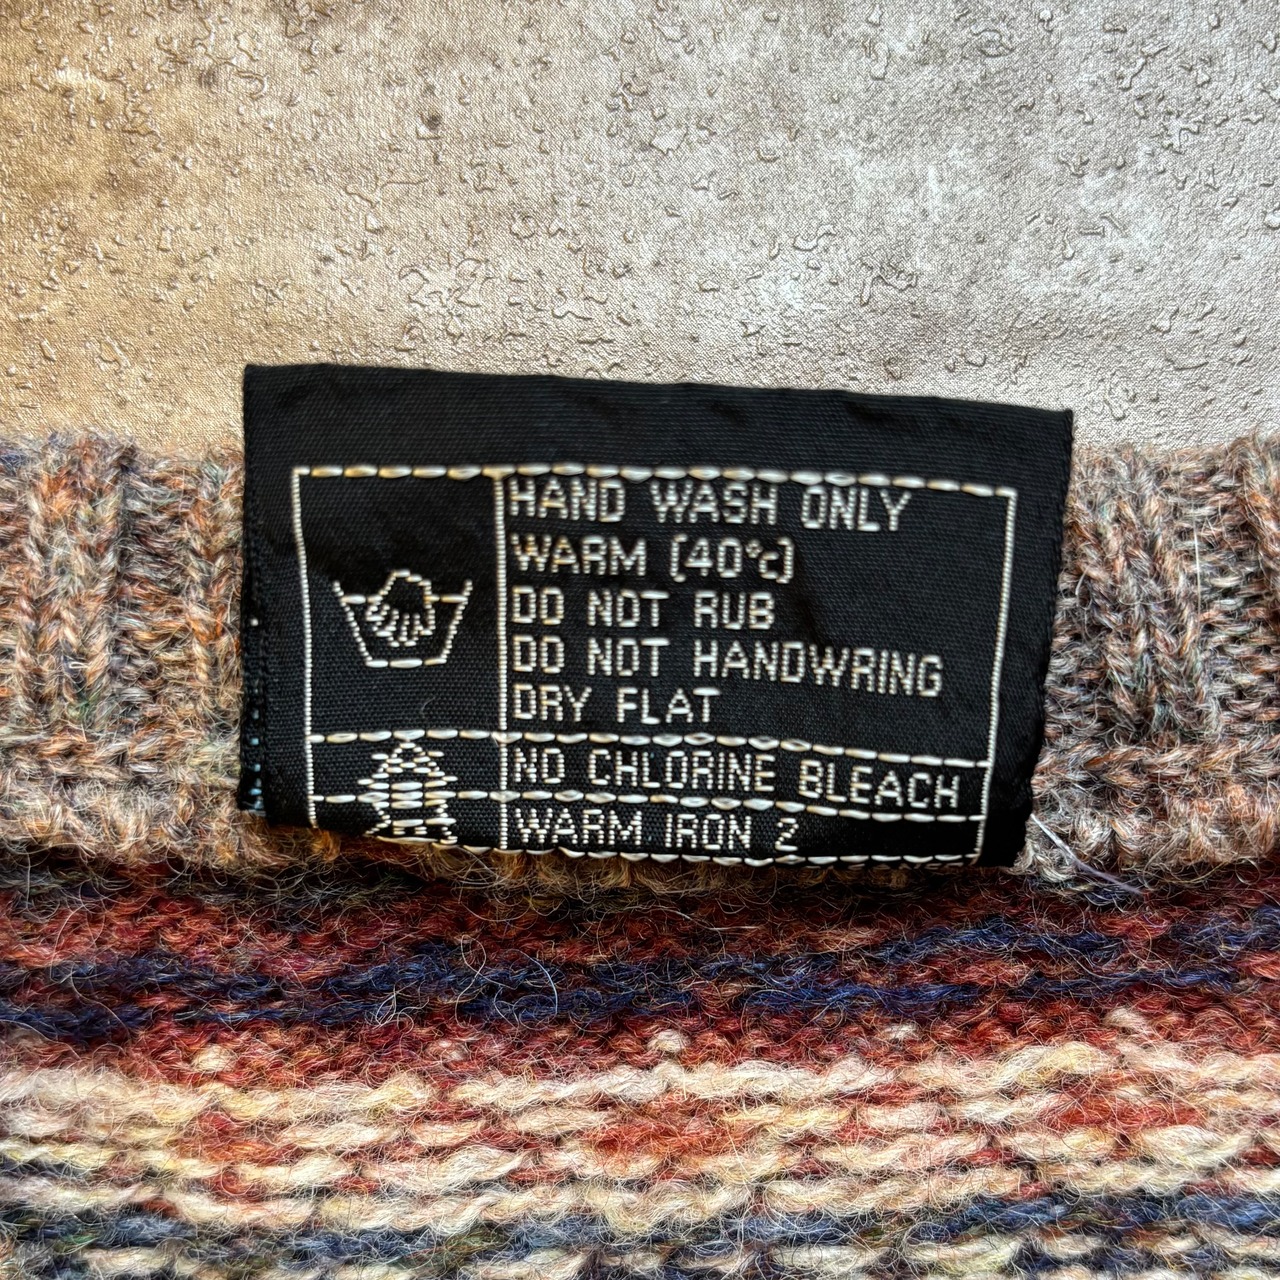 HAND WASH ONLY
WARM (40°C)
DO NOT RUB
DO NOT HANDWRING
DRY FLAT
NO CHLORINE BLEACH
WARM IRON 2